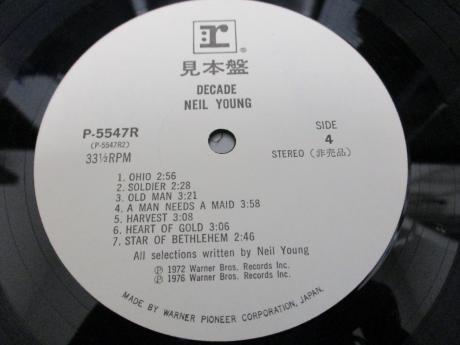 r
見本盤
DECADE
NEIL YOUNG
P-5547R
(P-5547R2)
33⅓RPM
SIDE
4
STEREO (非売品)
1. OHIO 2:56
2. SOLDIER 2:28
3. OLD MAN 3:21
4. A MAN NEEDS A MAID 3:58
5. HARVEST 3:08
6. HEART OF GOLD 3:06
7. STAR OF BETHLEHEM 2:46
All selections written by Neil Young
Ⓟ 1972 Warner Bros. Records Inc.
Ⓟ 1976 Warner Bros. Records Inc.
MADE BY WARNER PIONEER CORPORATION, JAPAN.